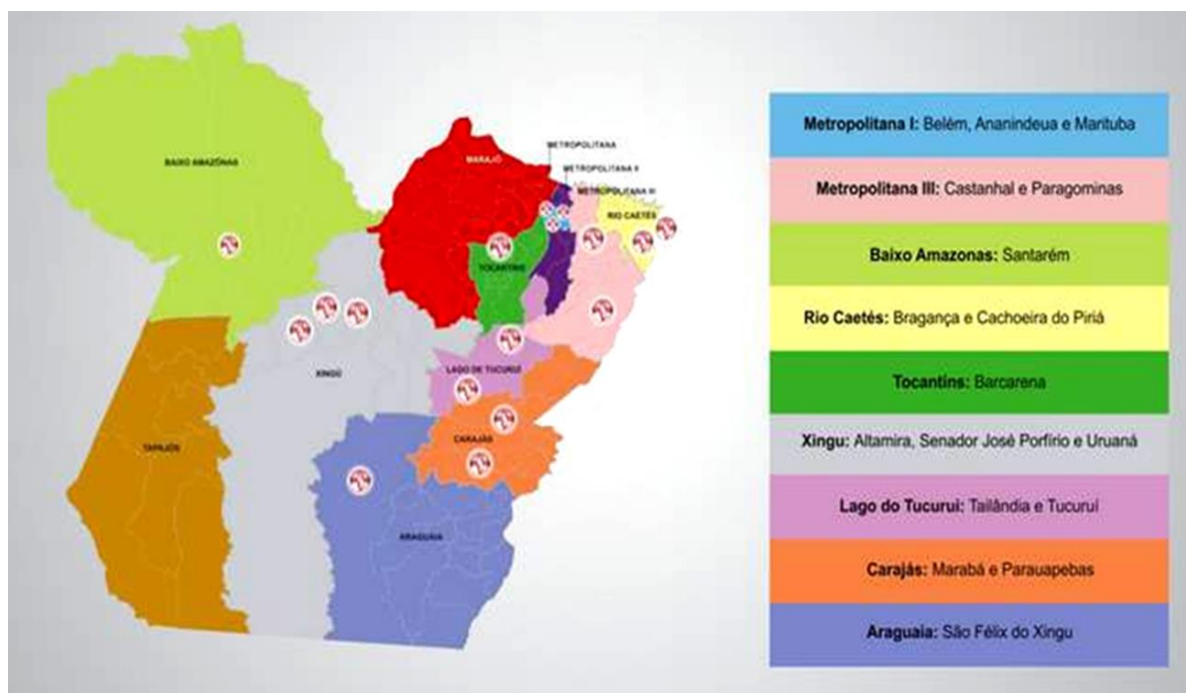 BAIXO AMAZONAS
MARAJÓ
METROPOLITANA
METROPOLITANA II
METROPOLITANA III
RIO CAETÉS
TOCANTINS
XINGÚ
LAGO DE TUCURUÍ
CARAJÁS
TAPAJÓS
ARAGUAIA
Metropolitana I: Belém, Ananindeua e Marituba
Metropolitana III: Castanhal e Paragominas
Baixo Amazonas: Santarém
Rio Caetés: Bragança e Cachoeira do Piriá
Tocantins: Barcarena
Xingu: Altamira, Senador José Porfírio e Uruaná
Lago do Tucuruí: Tailândia e Tucuruí
Carajás: Marabá e Parauapebas
Araguaia: São Félix do Xingu